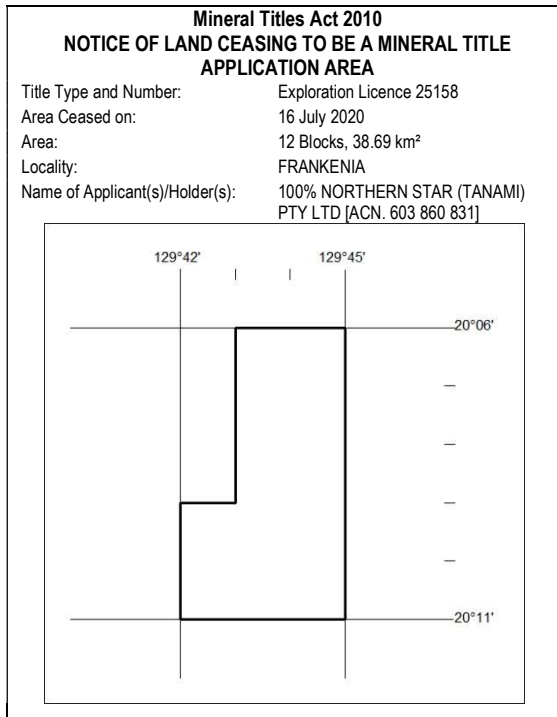 Mineral Titles Act 2010
NOTICE OF LAND CEASING TO BE A MINERAL TITLE
APPLICATION AREA
Title Type and Number: Exploration Licence 25158
Area Ceased on: 16 July 2020
Area: 12 Blocks, 38.69 km²
Locality: FRANKENIA
Name of Applicant(s)/Holder(s): 100% NORTHERN STAR (TANAMI)
PTY LTD [ACN. 603 860 831]
129°42' 129°45'
20°06'
20°11'